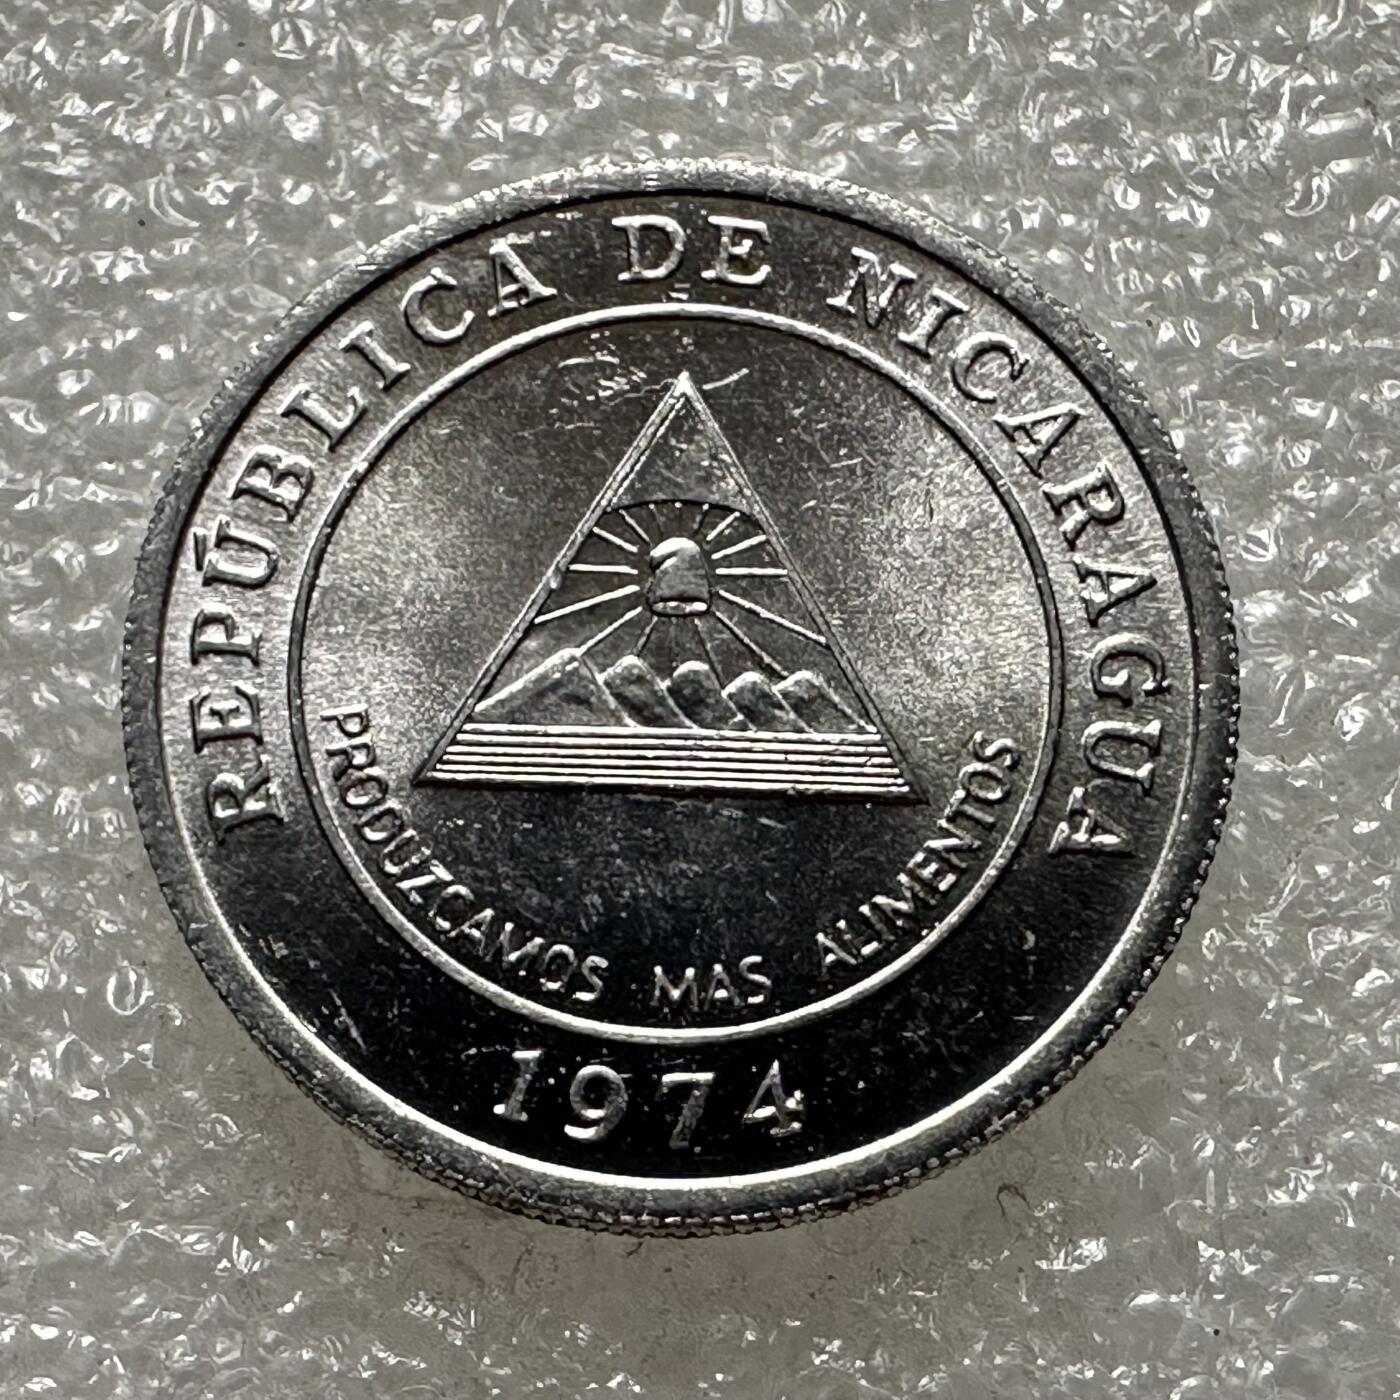 REPÚBLICA DE NICARAGUA
PRODUZCAMOS MAS ALIMENTOS
1974